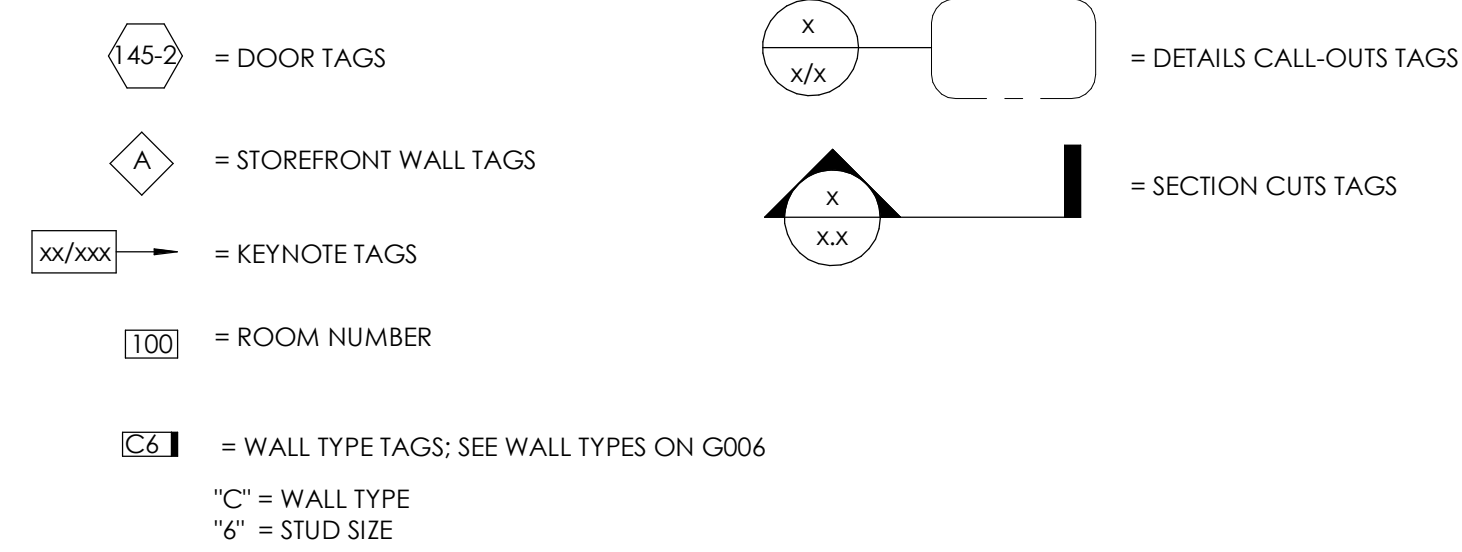 145-2 = DOOR TAGS
A = STOREFRONT WALL TAGS
xx/xxx = KEYNOTE TAGS
100 = ROOM NUMBER
C6 = WALL TYPE TAGS; SEE WALL TYPES ON G006
"C" = WALL TYPE
"6" = STUD SIZE
x
x/x
= DETAILS CALL-OUTS TAGS
x
x.x
= SECTION CUTS TAGS